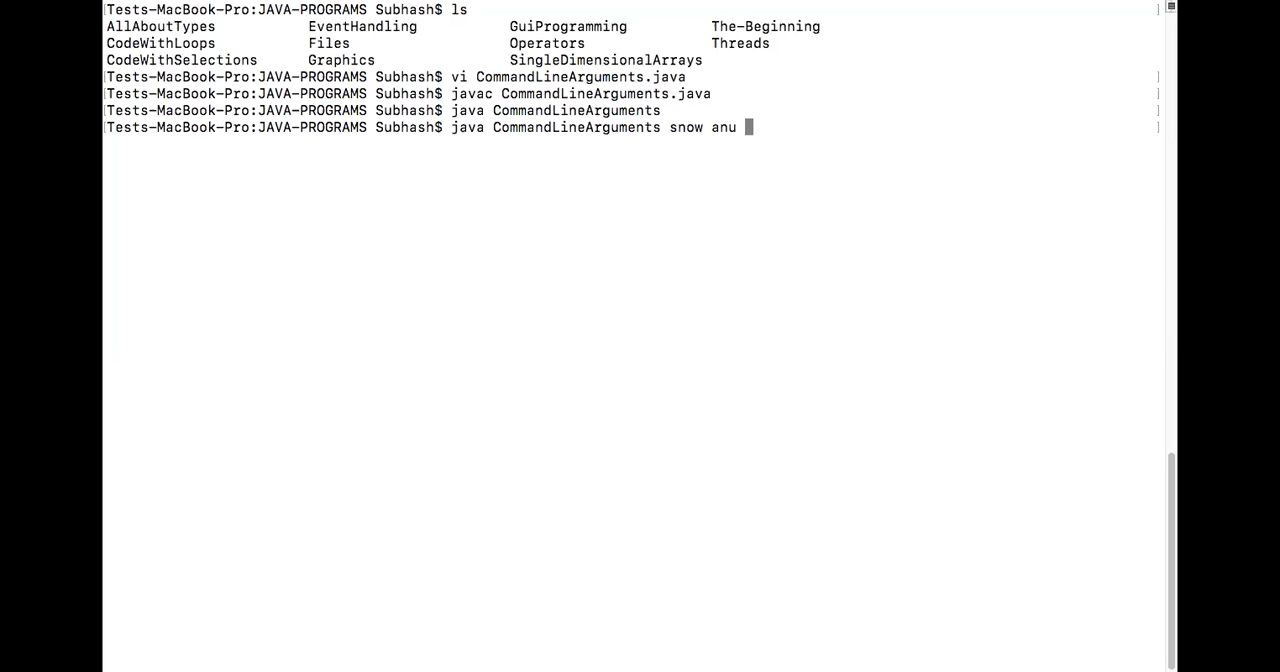 [Tests-MacBook-Pro:JAVA-PROGRAMS Subhash$ ls ]
AllAboutTypes EventHandling GuiProgramming The-Beginning
CodeWithLoops Files Operators Threads
CodeWithSelections Graphics SingleDimensionalArrays
[Tests-MacBook-Pro:JAVA-PROGRAMS Subhash$ vi CommandLineArguments.java ]
[Tests-MacBook-Pro:JAVA-PROGRAMS Subhash$ javac CommandLineArguments.java ]
[Tests-MacBook-Pro:JAVA-PROGRAMS Subhash$ java CommandLineArguments ]
[Tests-MacBook-Pro:JAVA-PROGRAMS Subhash$ java CommandLineArguments snow anu ]